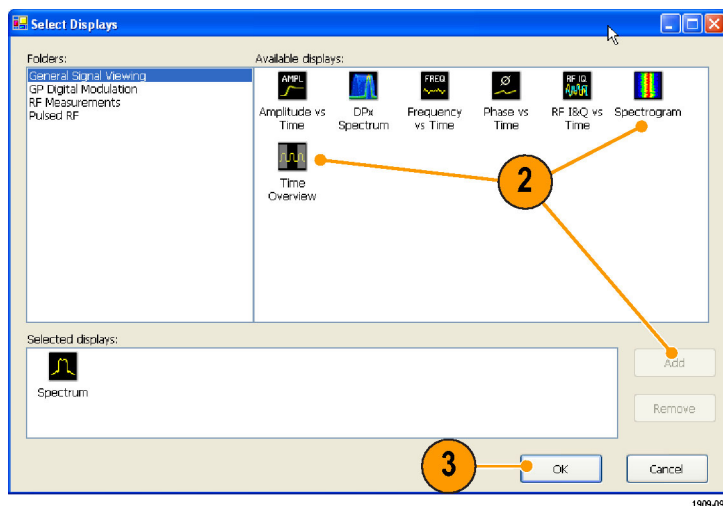 Select Displays
Folders:
General Signal Viewing
GP Digital Modulation
RF Measurements
Pulsed RF
Available displays:
AMPL
Amplitude vs
Time
DPx
Spectrum
FREQ
Frequency
vs Time
Ø
Phase vs
Time
RF IQ
RF I&Q vs
Time
Spectrogram
Time
Overview
2
Selected displays:
Spectrum
Add
Remove
3
OK
Cancel